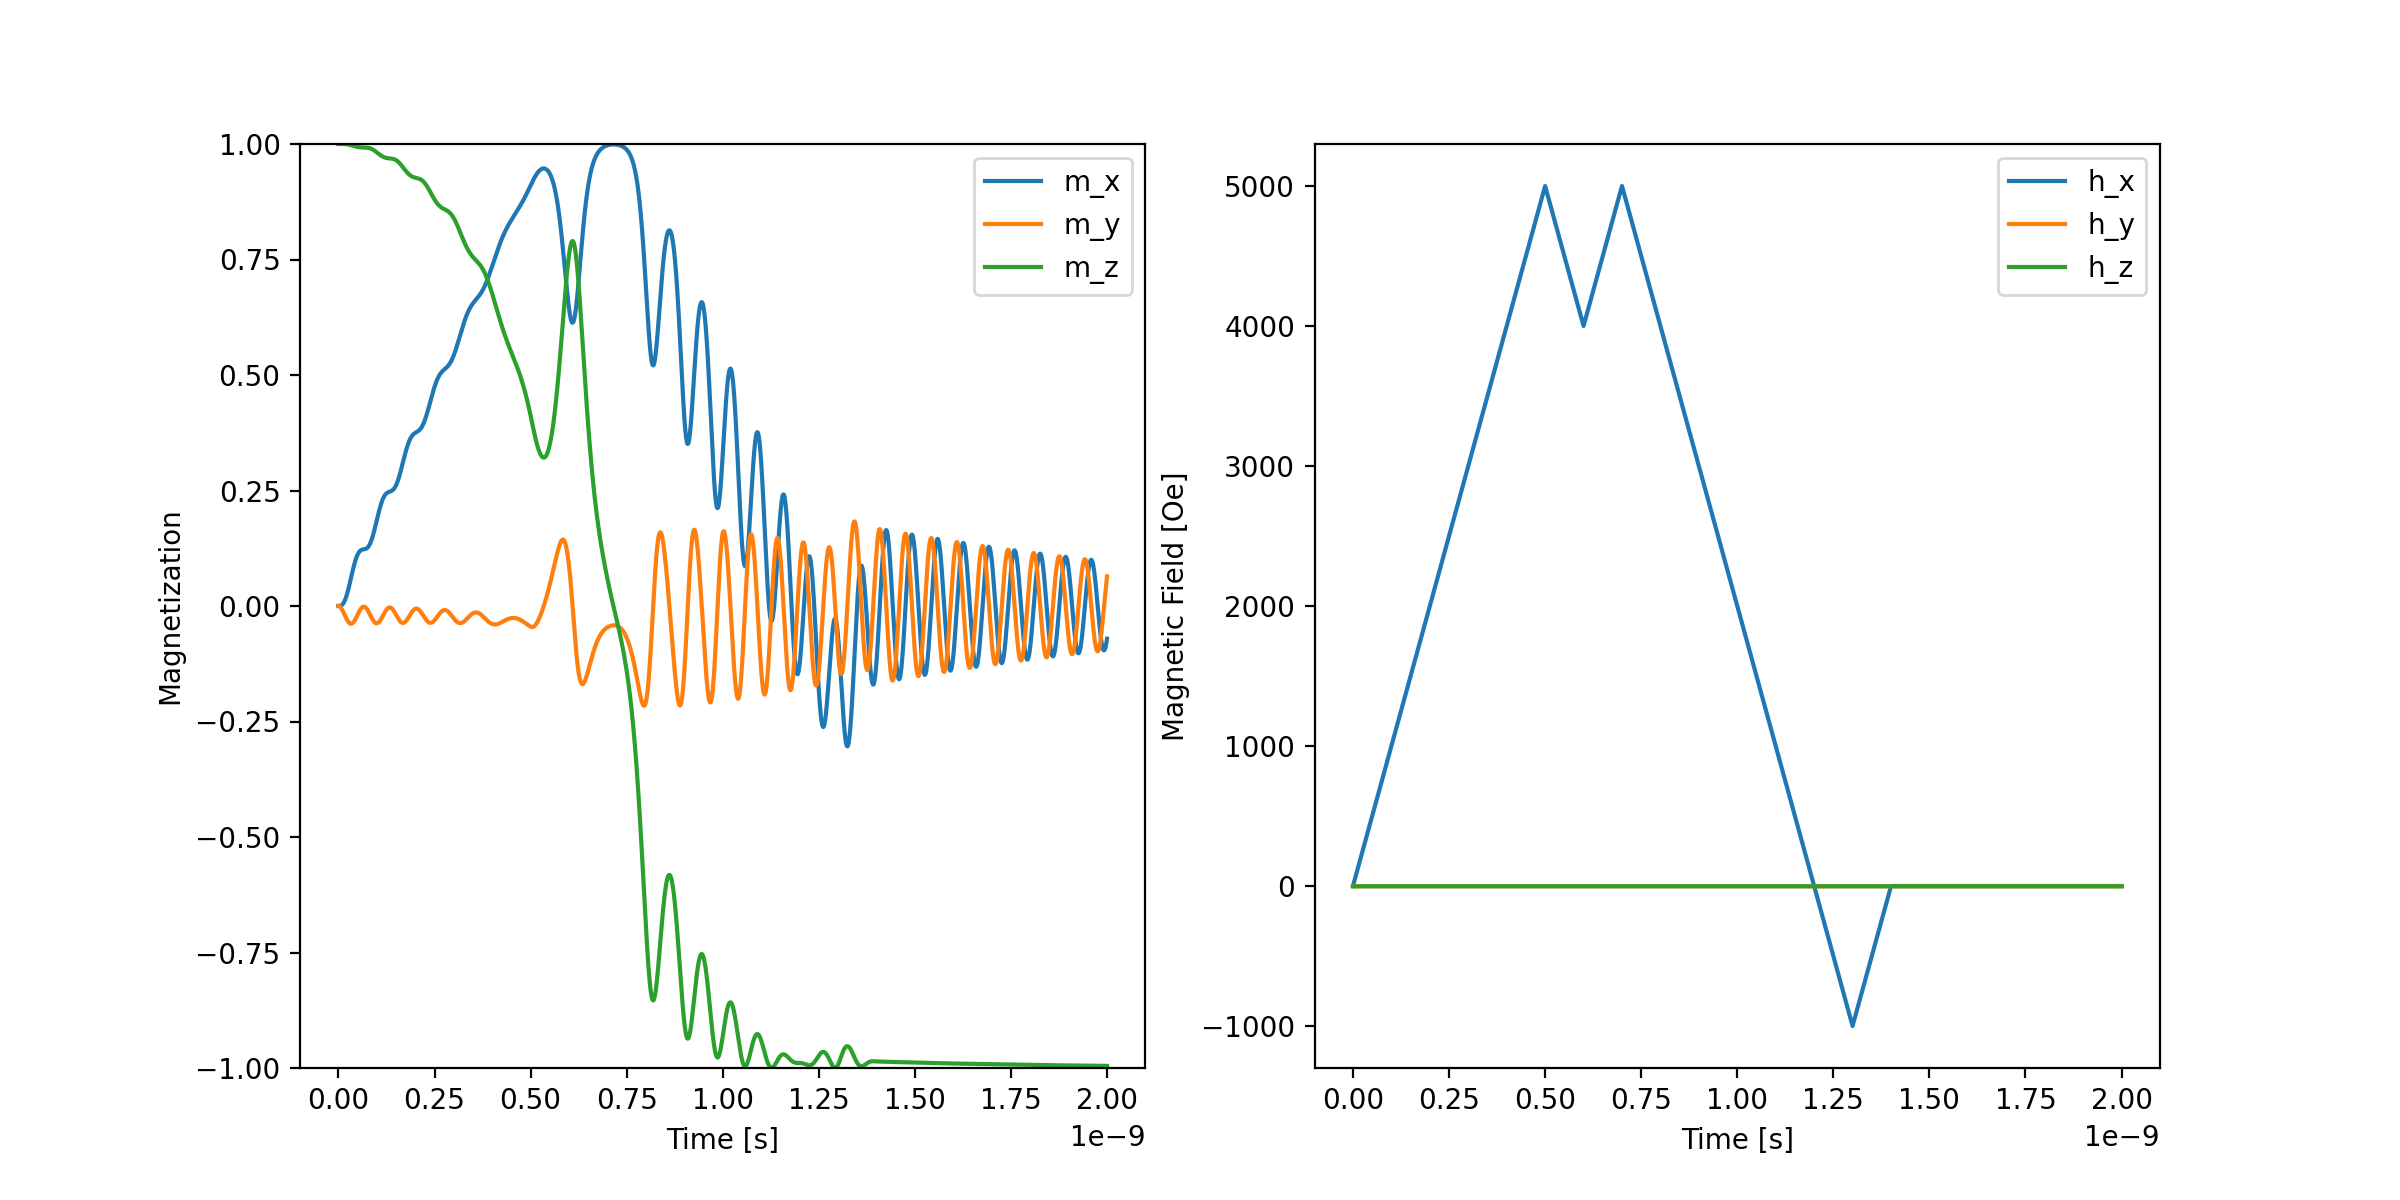 1.00
0.75
0.50
0.25
0.00
−0.25
−0.50
−0.75
−1.00
Magnetization
0.00 0.25 0.50 0.75 1.00 1.25 1.50 1.75 2.00
Time [s]
1e−9
m_x
m_y
m_z
5000
4000
3000
2000
1000
0
−1000
Magnetic Field [Oe]
0.00 0.25 0.50 0.75 1.00 1.25 1.50 1.75 2.00
Time [s]
1e−9
h_x
h_y
h_z